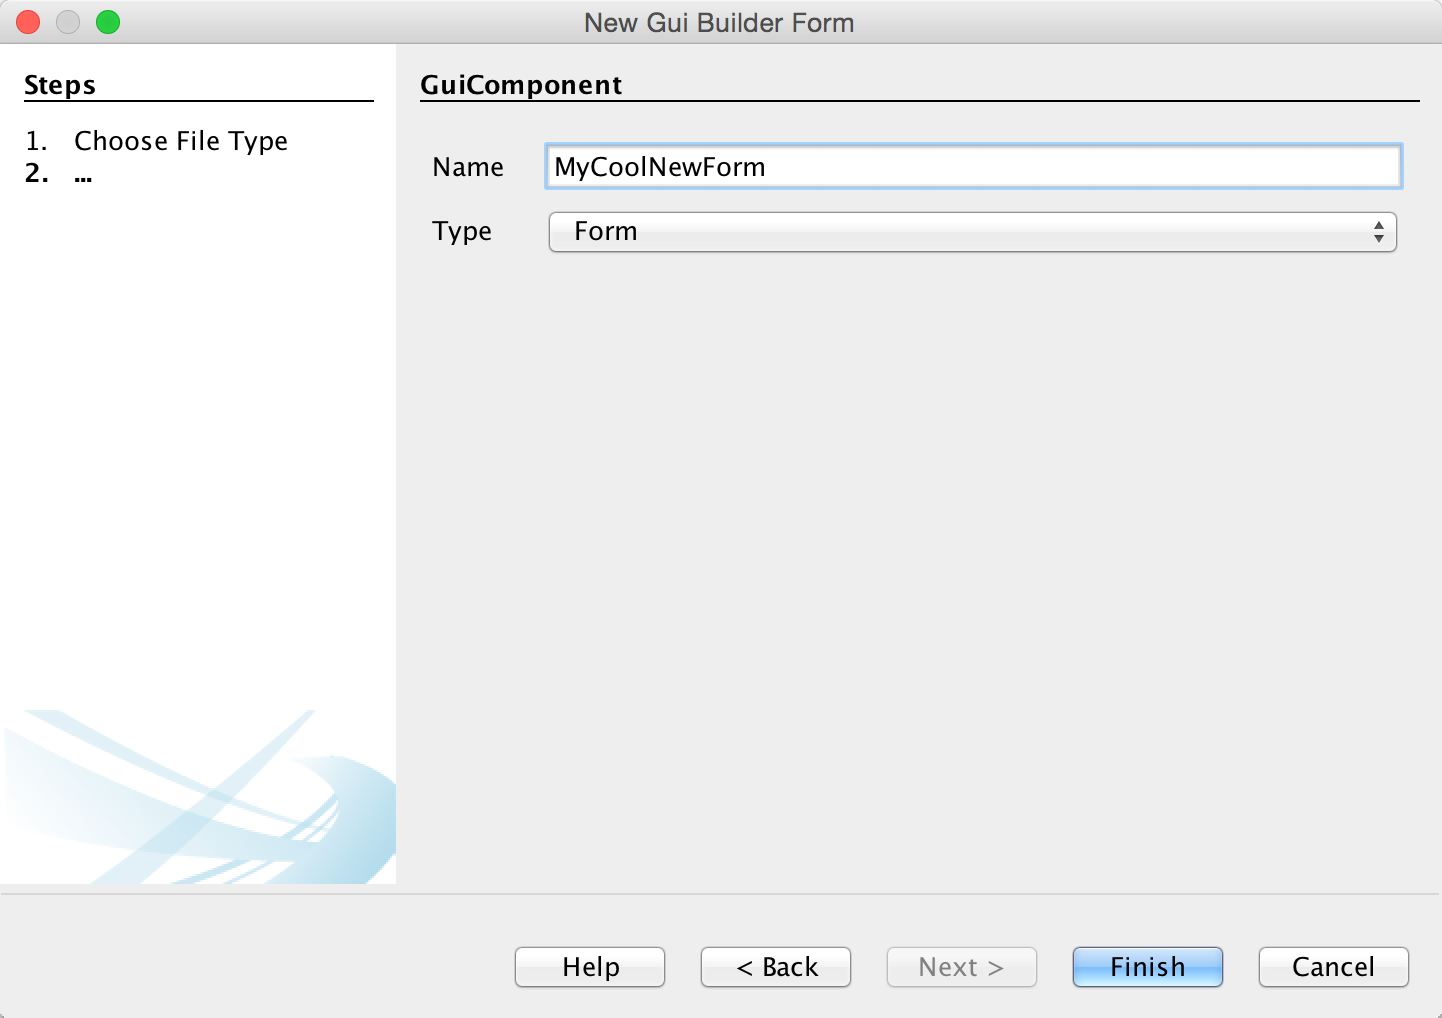 New Gui Builder Form
Steps
1. Choose File Type
2. ...
GuiComponent
Name MyCoolNewForm
Type Form
Help < Back Next > Finish Cancel